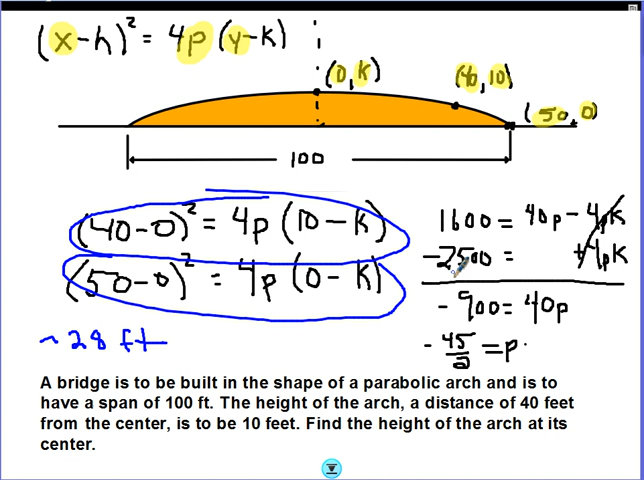 (x-h)² = 4p(y-k)
(0,k)
(40,10)
(50,0)
100
(40-0)² = 4p(10-k)
(50-0)² = 4p(0-k)
~28 ft
1600 = 40p - 4pk
-2500 = +4pk
-900 = 40p
-45/2 = p
A bridge is to be built in the shape of a parabolic arch and is to
have a span of 100 ft. The height of the arch, a distance of 40 feet
from the center, is to be 10 feet. Find the height of the arch at its
center.